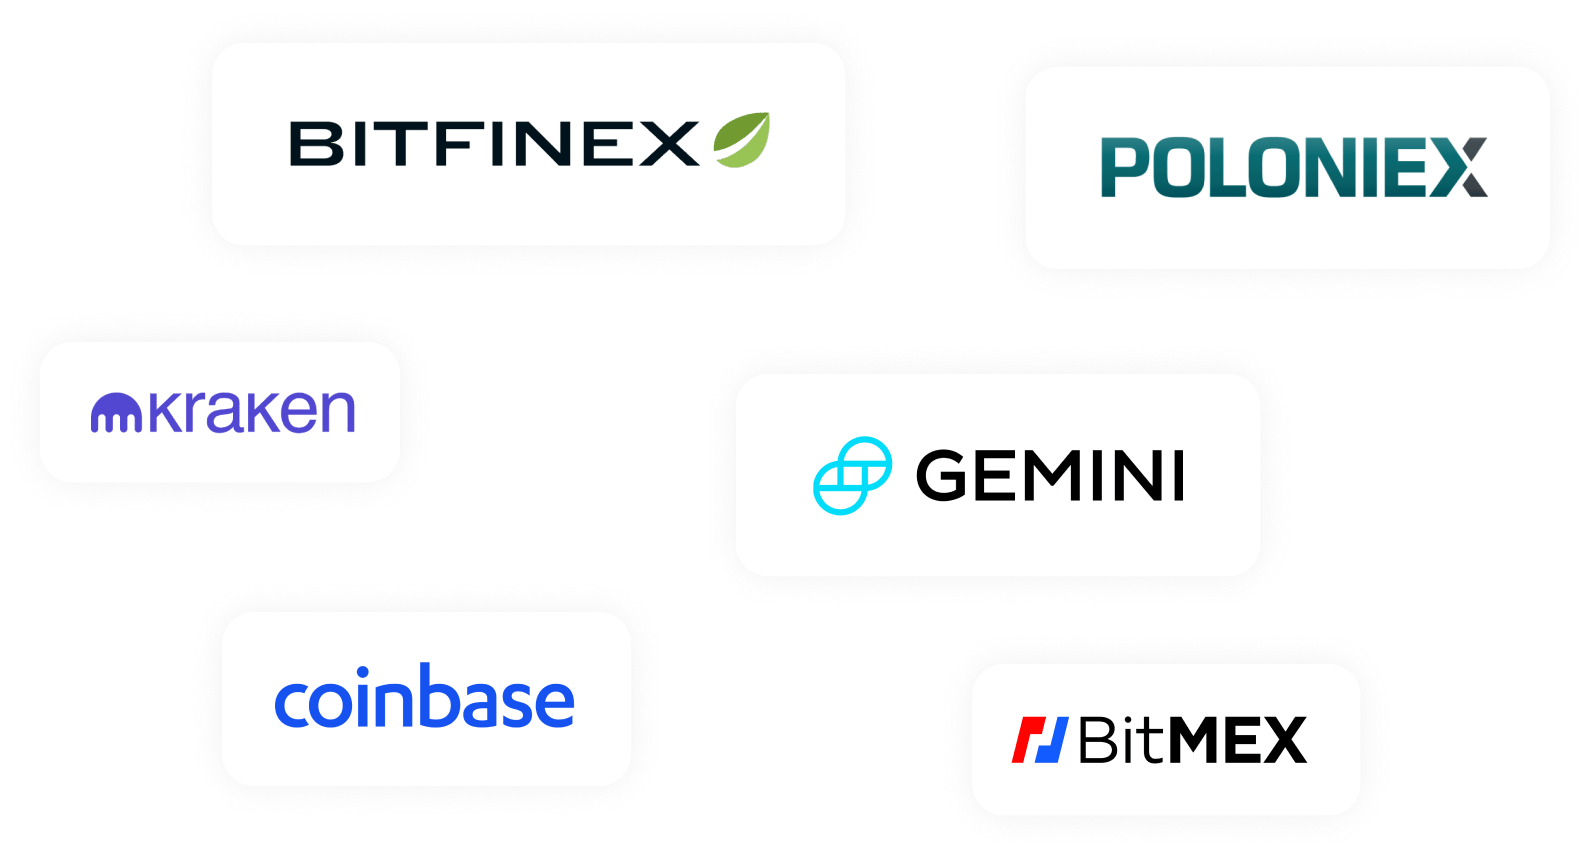 BITFINEX
POLONIEX
kraken
GEMINI
coinbase
BitMEX